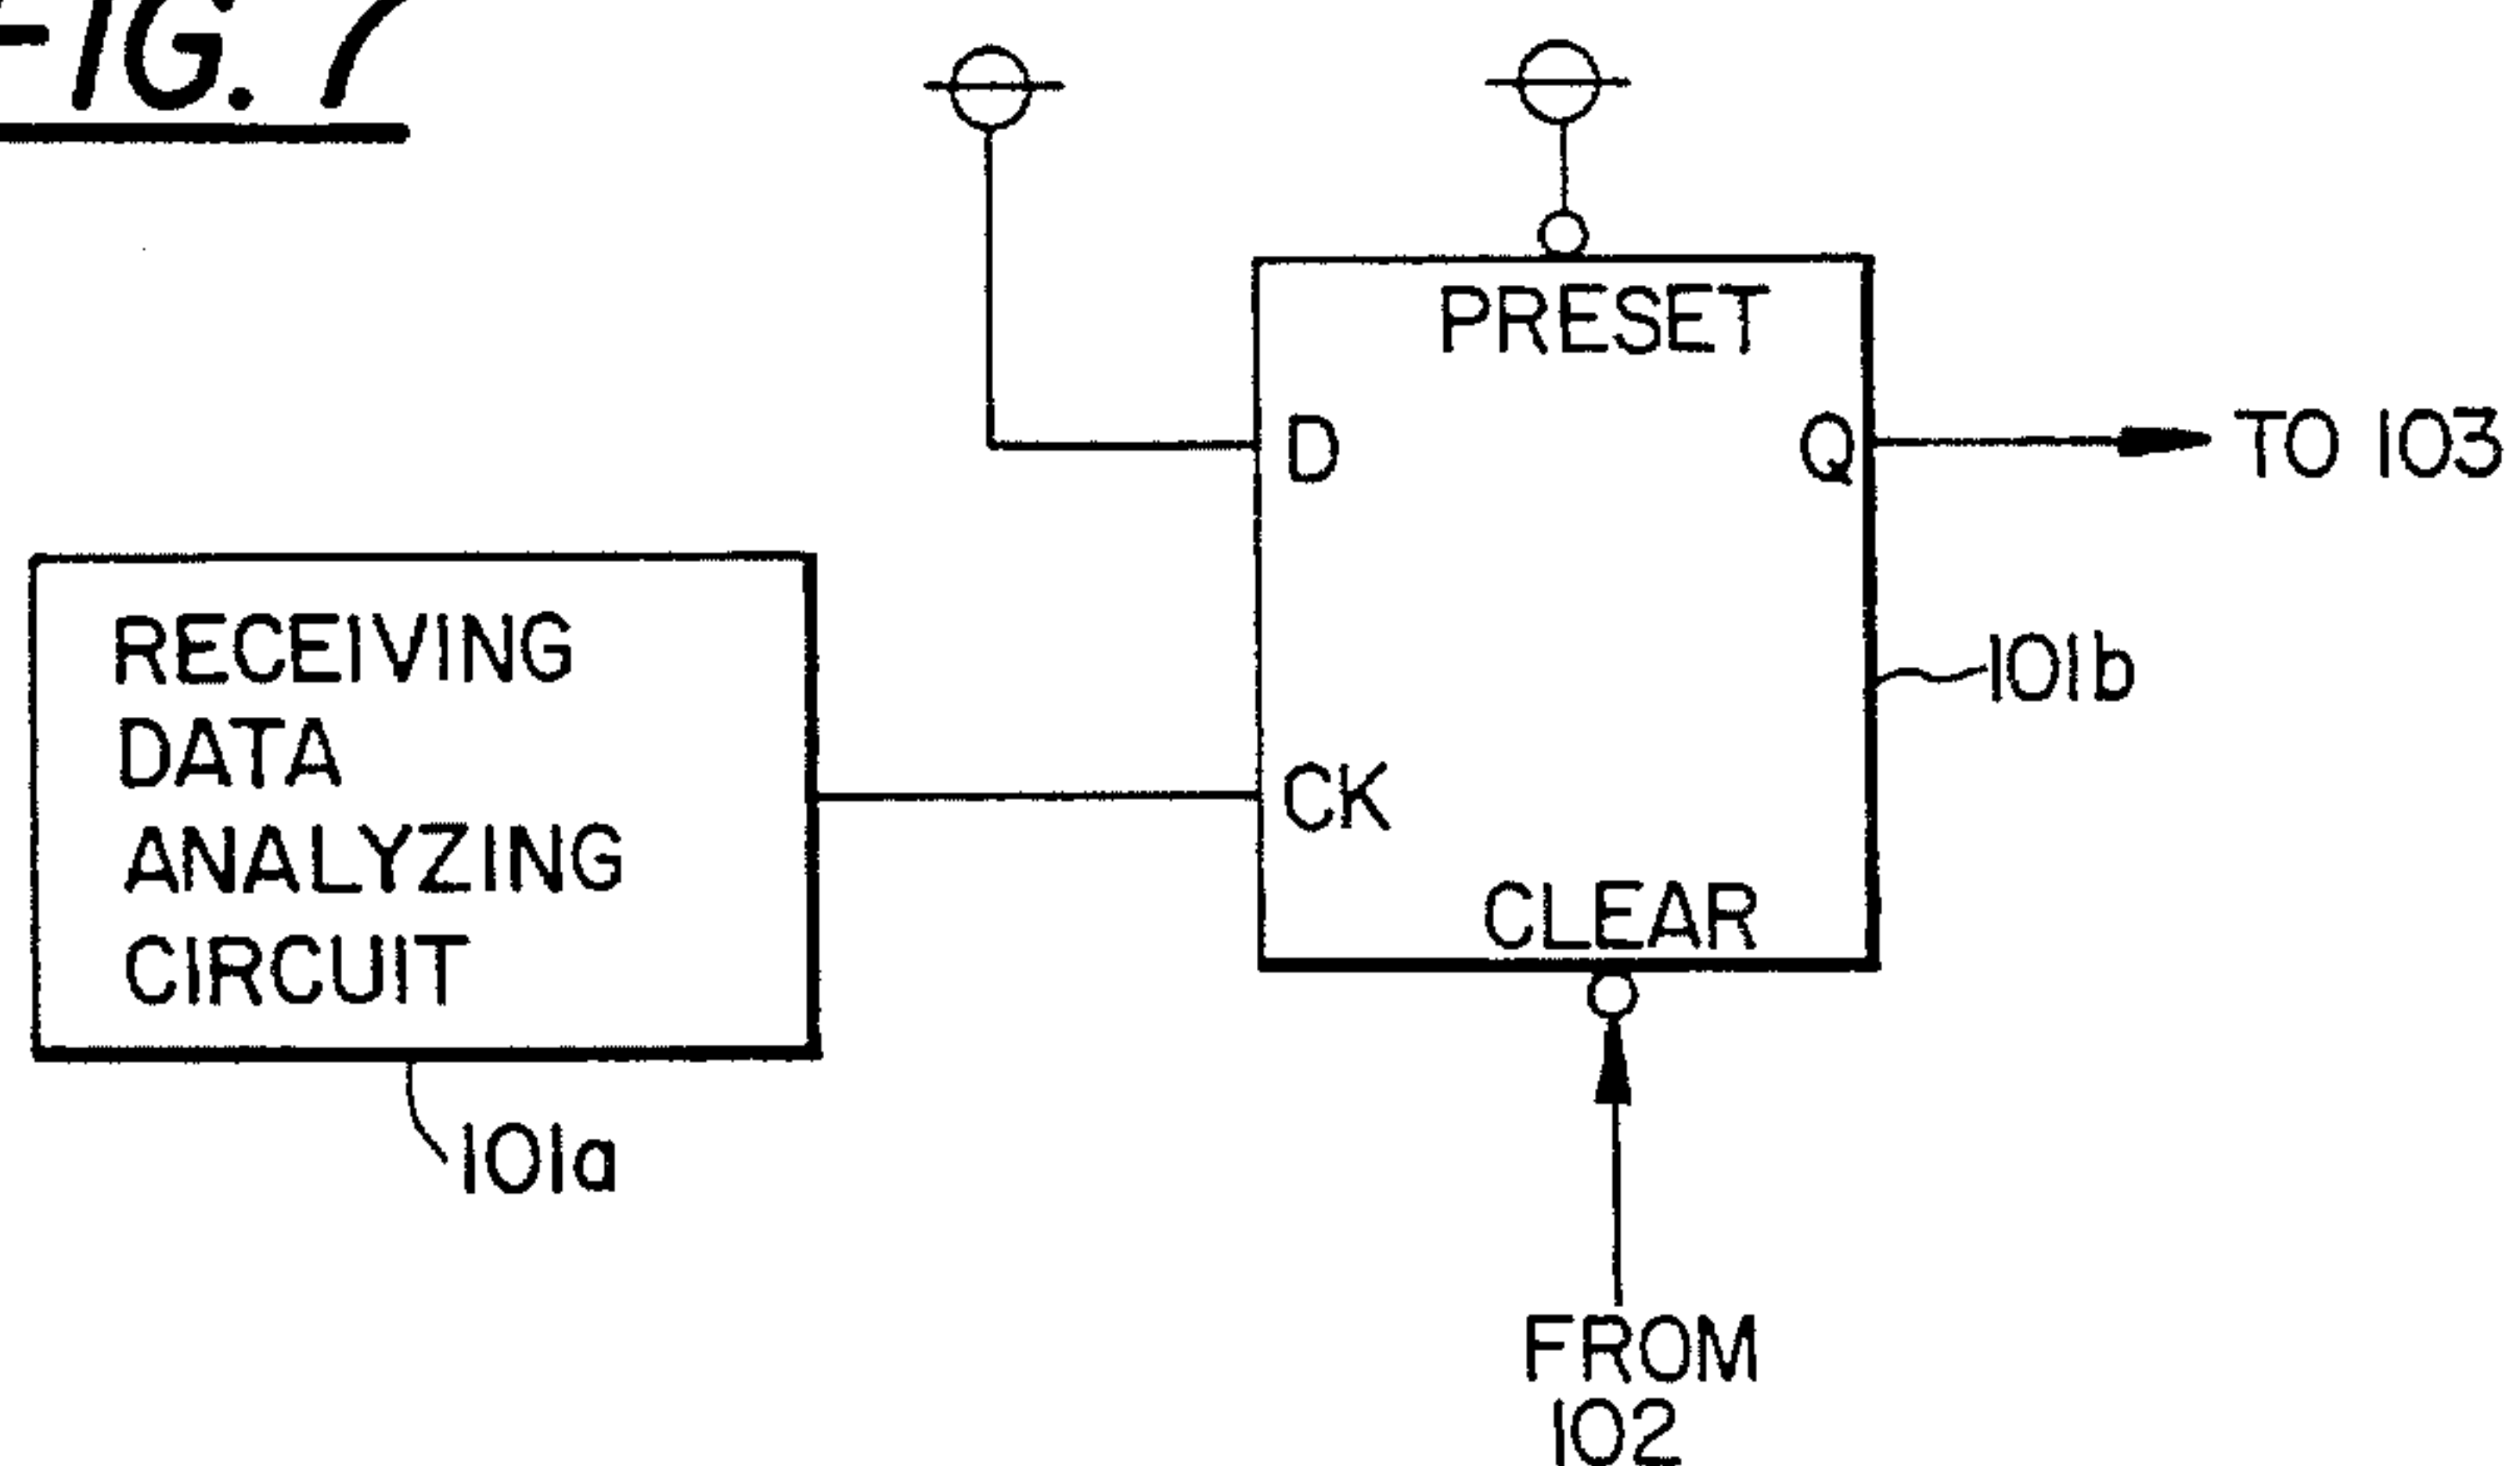 FIG. 7
PRESET
D
Q
TO 103
RECEIVING
DATA
ANALYZING
CIRCUIT
101b
CK
CLEAR
101a
FROM
102